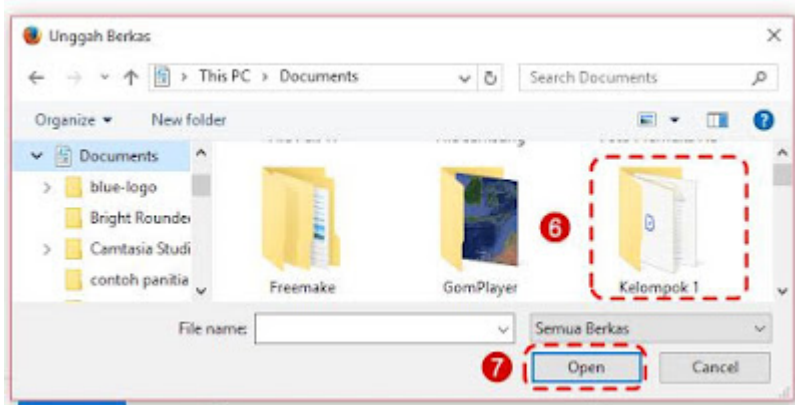 Unggah Berkas
This PC > Documents
Search Documents
Organize
New folder
Documents
blue-logo
Bright Rounde
Camtasia Studi
contoh panitia
Freemake
GomPlayer
6
Kelompok 1
File name:
Semua Berkas
7
Open
Cancel